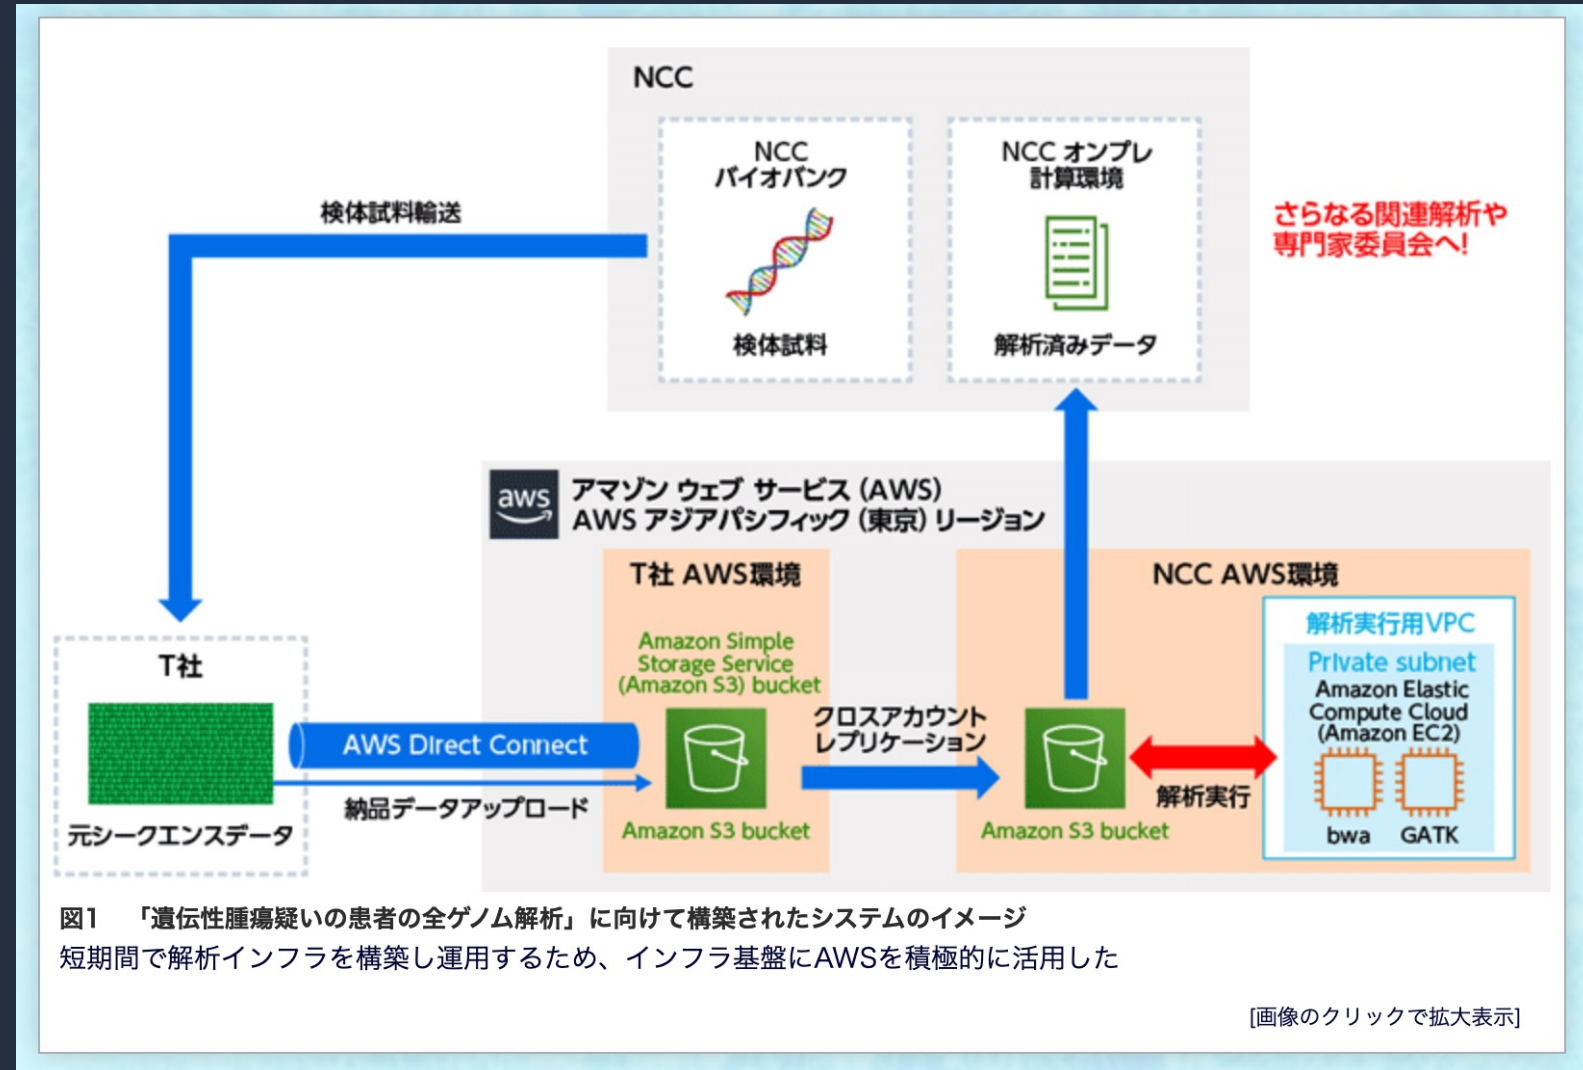 NCC
NCC
バイオバンク
検体試料
NCC オンプレ
計算環境
解析済みデータ
さらなる関連解析や
専門家委員会へ!
検体試料輸送
aws
アマゾン ウェブ サービス (AWS)
AWS アジアパシフィック (東京) リージョン
T社
元シークエンスデータ
AWS Direct Connect
納品データアップロード
T社 AWS環境
Amazon Simple
Storage Service
(Amazon S3) bucket
Amazon S3 bucket
クロスアカウント
レプリケーション
NCC AWS環境
Amazon S3 bucket
解析実行
解析実行用VPC
Private subnet
Amazon Elastic
Compute Cloud
(Amazon EC2)
bwa
GATK
図1　「遺伝性腫瘍疑いの患者の全ゲノム解析」に向けて構築されたシステムのイメージ
短期間で解析インフラを構築し運用するため、インフラ基盤にAWSを積極的に活用した
[画像のクリックで拡大表示]